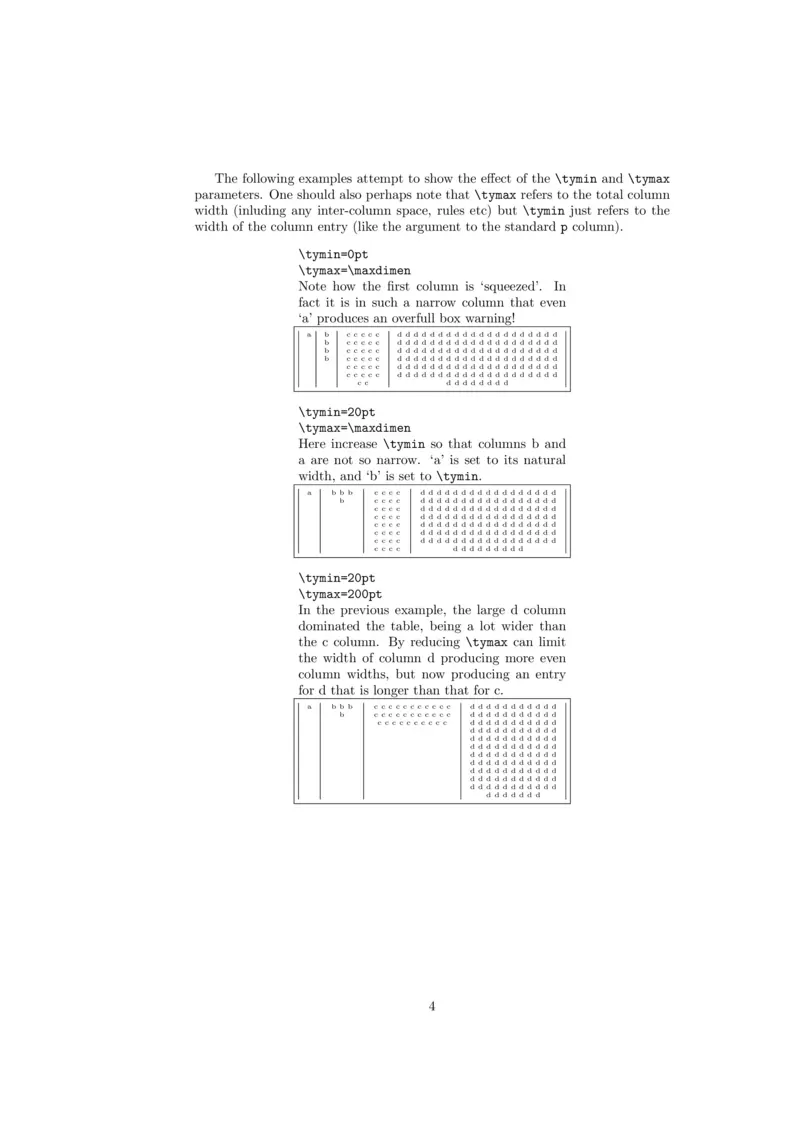 The following examples attempt to show the effect of the \tymin and \tymax
parameters. One should also perhaps note that \tymax refers to the total column
width (inluding any inter-column space, rules etc) but \tymin just refers to the
width of the column entry (like the argument to the standard p column).
\tymin=0pt
\tymax=\maxdimen
Note how the first column is ‘squeezed’. In
fact it is in such a narrow column that even
‘a’ produces an overfull box warning!
a b c c c c c d d d d d d d d d d d d d d d d d d d d
b c c c c c d d d d d d d d d d d d d d d d d d d d
b c c c c c d d d d d d d d d d d d d d d d d d d d
b c c c c c d d d d d d d d d d d d d d d d d d d d
c c c c c d d d d d d d d d d d d d d d d d d d d
c c c c c d d d d d d d d d d d d d d d d d d d d
c c d d d d d d d d
\tymin=20pt
\tymax=\maxdimen
Here increase \tymin so that columns b and
a are not so narrow. ‘a’ is set to its natural
width, and ‘b’ is set to \tymin.
a b b b c c c c d d d d d d d d d d d d d d d d d
b c c c c d d d d d d d d d d d d d d d d d
c c c c d d d d d d d d d d d d d d d d d
c c c c d d d d d d d d d d d d d d d d d
c c c c d d d d d d d d d d d d d d d d d
c c c c d d d d d d d d d d d d d d d d d
c c c c d d d d d d d d d d d d d d d d d
c c c c d d d d d d d d d
\tymin=20pt
\tymax=200pt
In the previous example, the large d column
dominated the table, being a lot wider than
the c column. By reducing \tymax can limit
the width of column d producing more even
column widths, but now producing an entry
for d that is longer than that for c.
a b b b c c c c c c c c c c c d d d d d d d d d d d
b c c c c c c c c c c c d d d d d d d d d d d
c c c c c c c c c c d d d d d d d d d d d
d d d d d d d d d d d
d d d d d d d d d d d
d d d d d d d d d d d
d d d d d d d d d d d
d d d d d d d d d d d
d d d d d d d d d d d
d d d d d d d d d d d
d d d d d d d d d d d
d d d d d d d
4